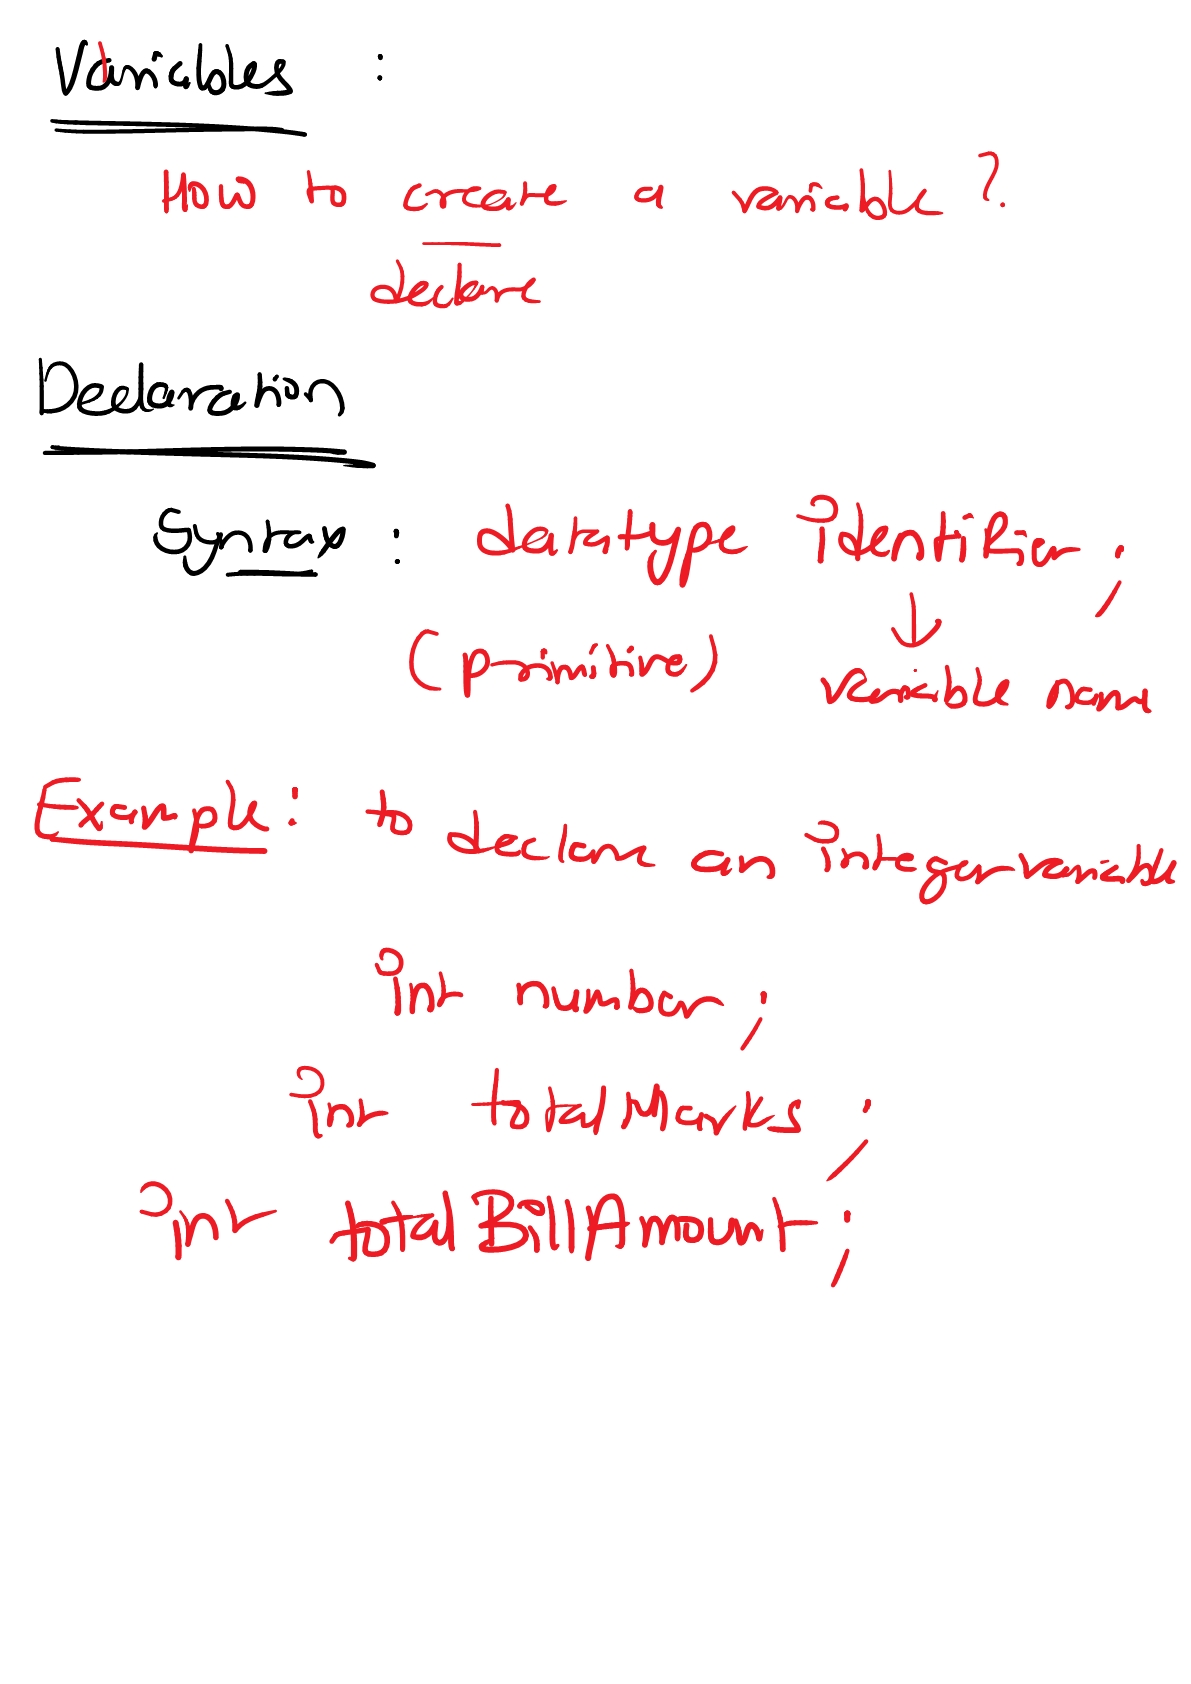 Variables :
How to create a variable ?
declare
Declaration
Syntax : datatype identifier ;
(primitive) variable name
Example : to declare an integer variable
int number ;
int totalMarks ;
int totalBillAmount ;